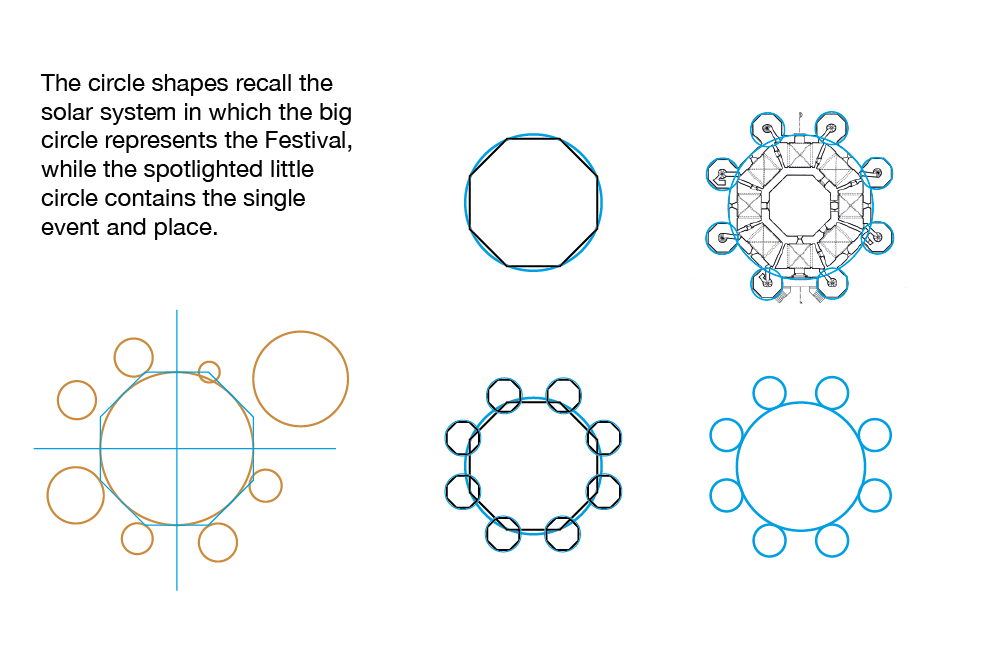 The circle shapes recall the
solar system in which the big
circle represents the Festival,
while the spotlighted little
circle contains the single
event and place.